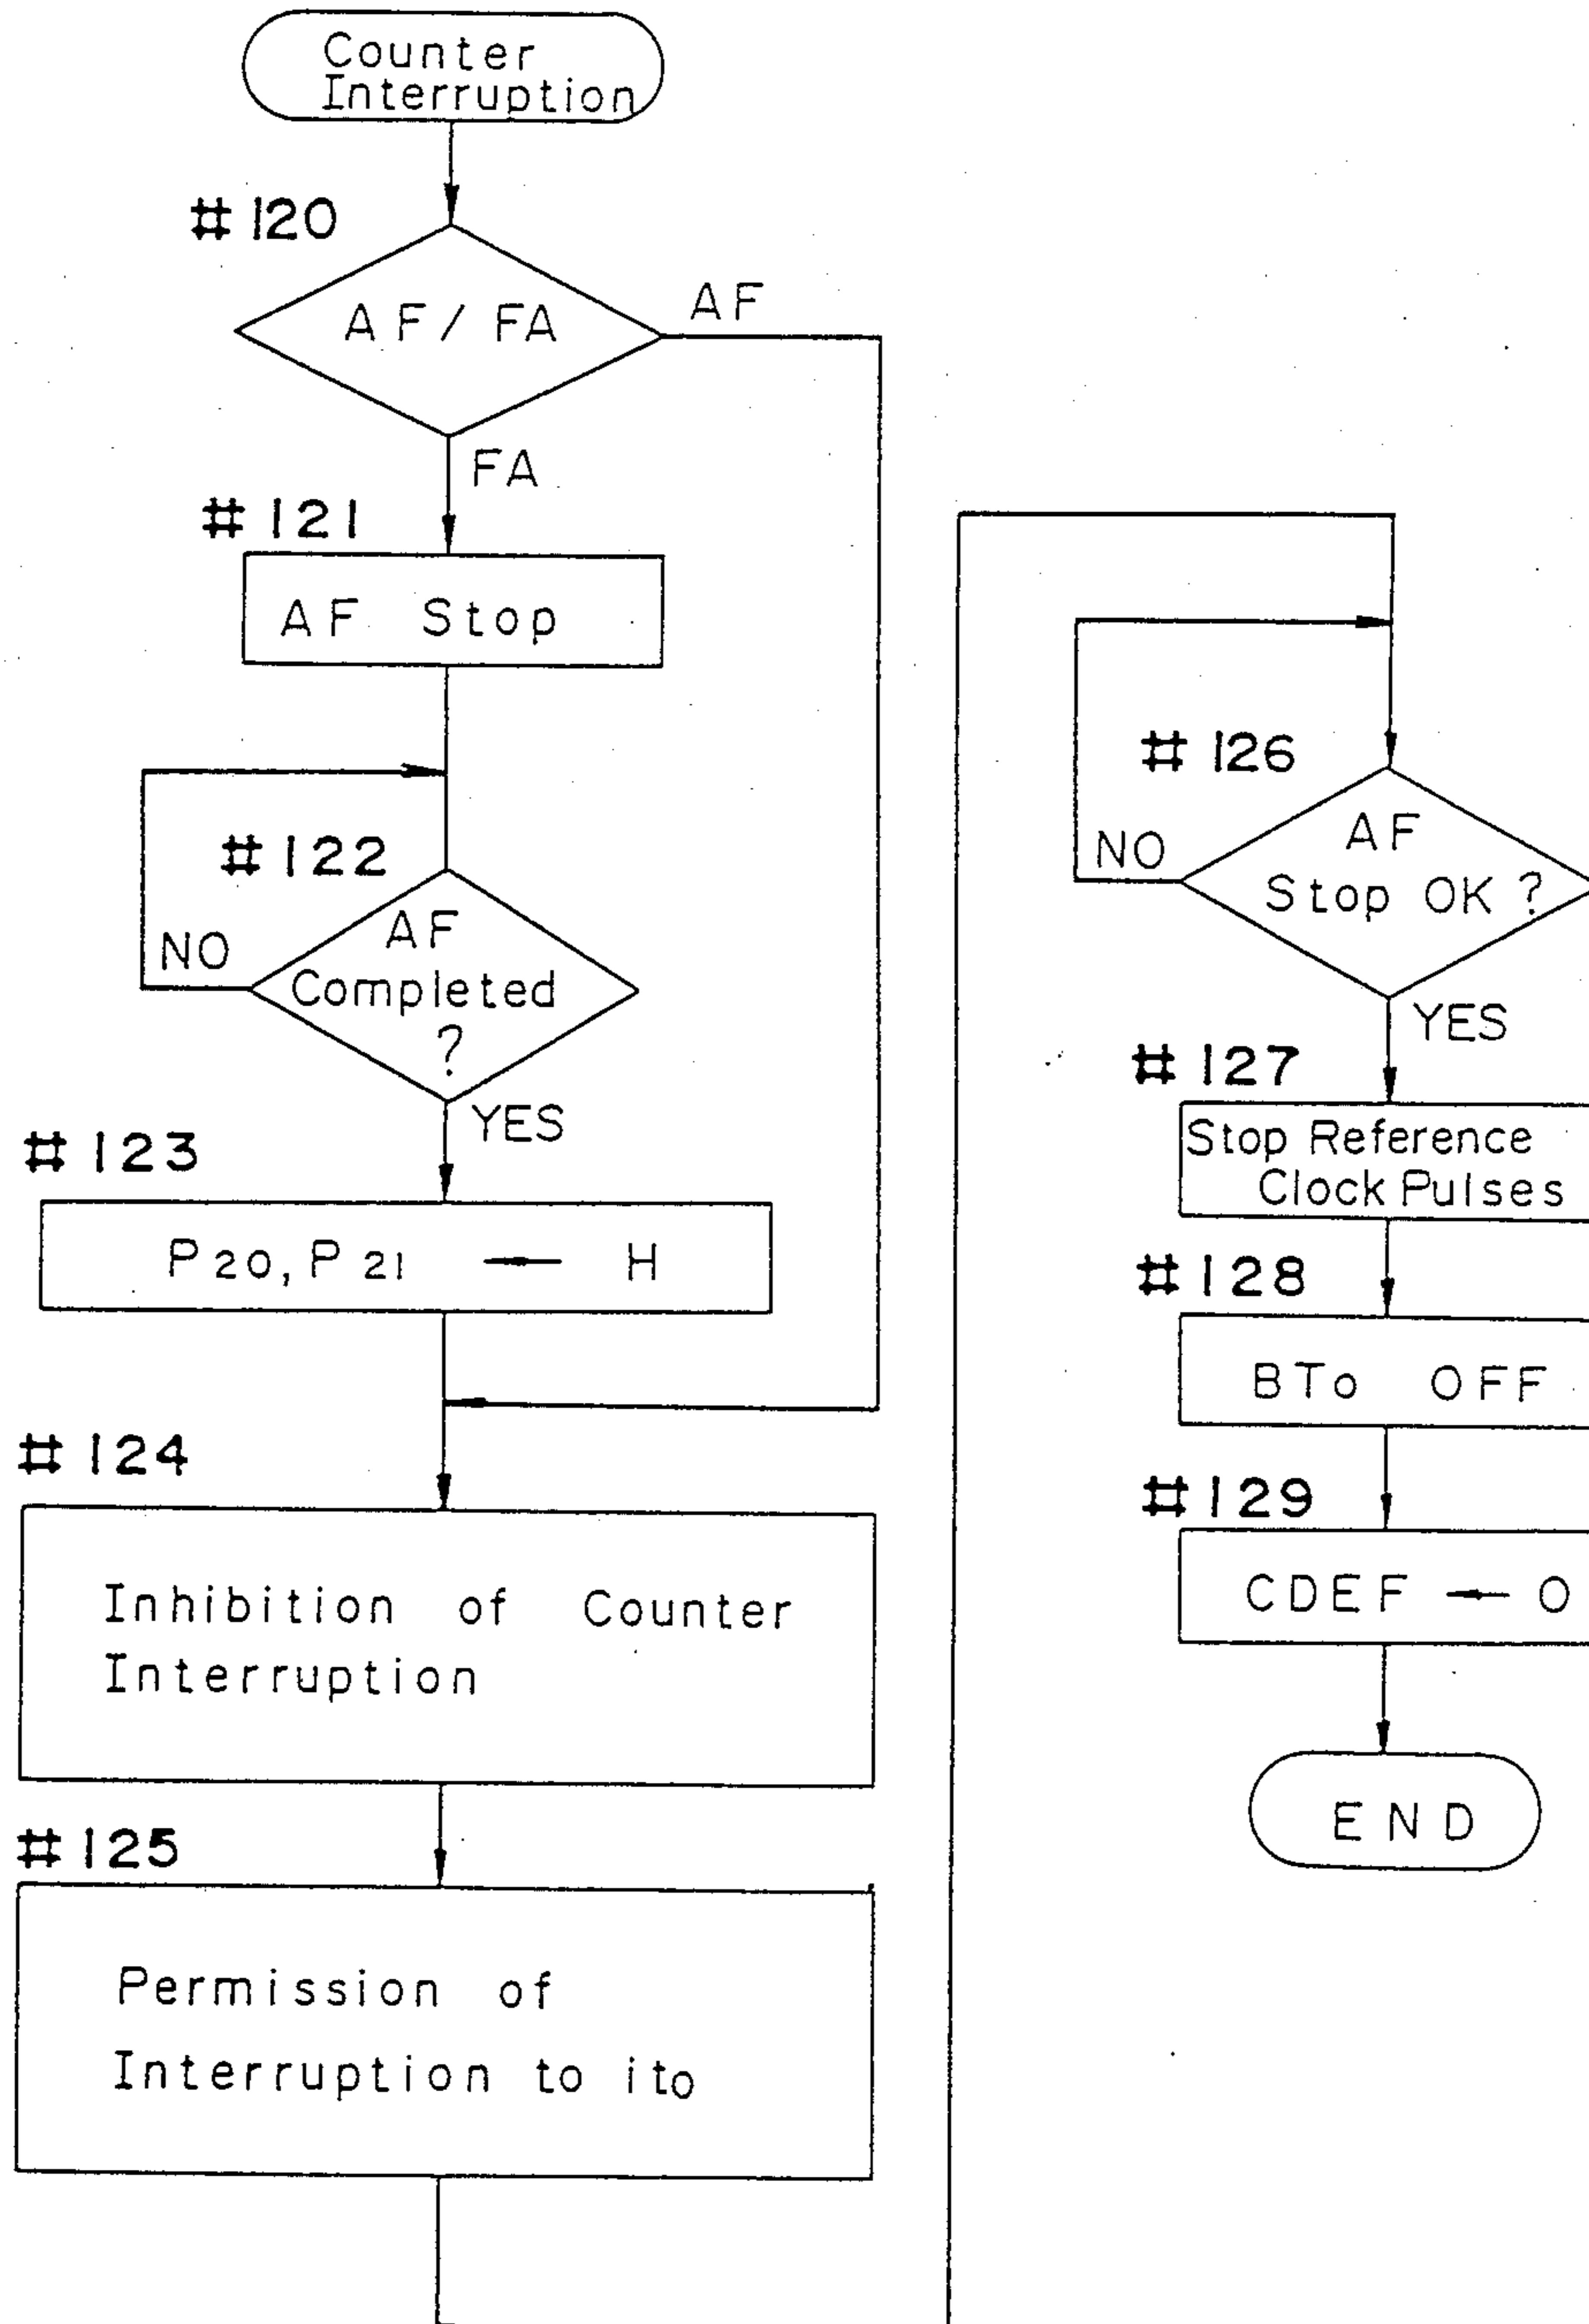 Counter
Interruption
# 120
AF / FA
AF
FA
# 121
AF Stop
# 122
NO
AF
Completed
?
YES
# 123
P20, P21 ← H
# 124
Inhibition of Counter
Interruption
# 125
Permission of
Interruption to ito
# 126
NO
AF
Stop OK ?
YES
# 127
Stop Reference
Clock Pulses
# 128
BTo OFF
# 129
CDEF ← 0
END